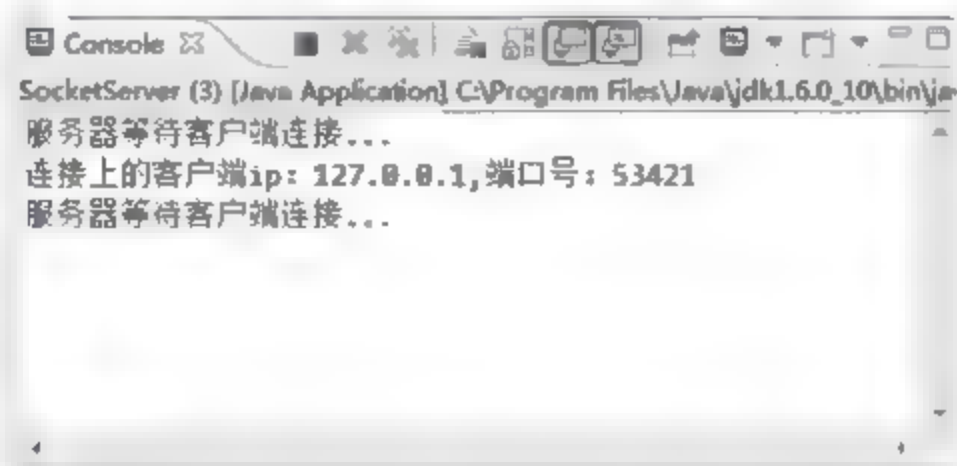 Console
SocketServer (3) [Java Application] C:\Program Files\Java\jdk1.6.0_10\bin\ja
服务器等待客户端连接...
连接上的客户端ip: 127.0.0.1,端口号: 53421
服务器等待客户端连接...